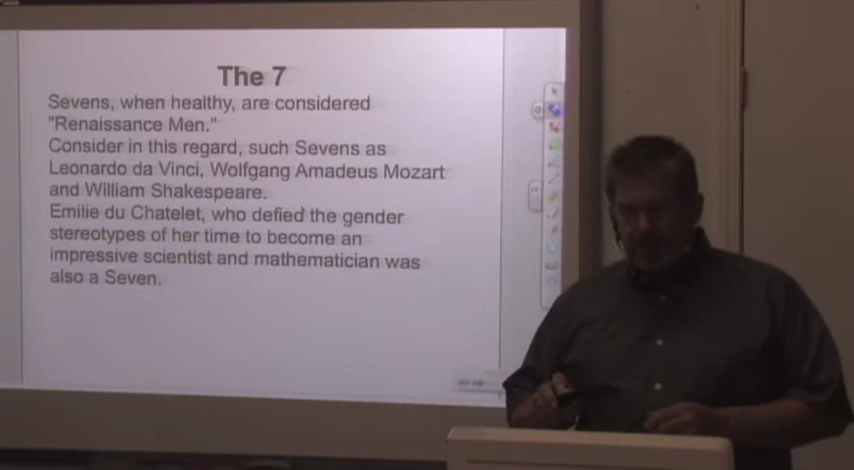 The 7
Sevens, when healthy, are considered
"Renaissance Men."
Consider in this regard, such Sevens as
Leonardo da Vinci, Wolfgang Amadeus Mozart
and William Shakespeare.
Emilie du Chatelet, who defied the gender
stereotypes of her time to become an
impressive scientist and mathematician was
also a Seven.